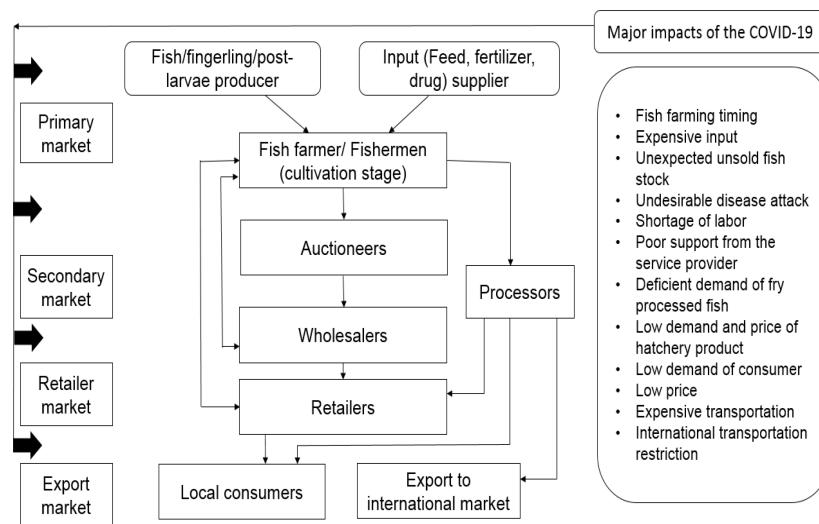 Major impacts of the COVID-19
Fish/fingerling/post-
larvae producer
Input (Feed, fertilizer,
drug) supplier
Primary
market
Fish farmer/ Fishermen
(cultivation stage)
Auctioneers
Secondary
market
Processors
Wholesalers
Retailer
market
Retailers
Export
market
Local consumers
Export to
international market
• Fish farming timing
• Expensive input
• Unexpected unsold fish
stock
• Undesirable disease attack
• Shortage of labor
• Poor support from the
service provider
• Deficient demand of fry
processed fish
• Low demand and price of
hatchery product
• Low demand of consumer
• Low price
• Expensive transportation
• International transportation
restriction